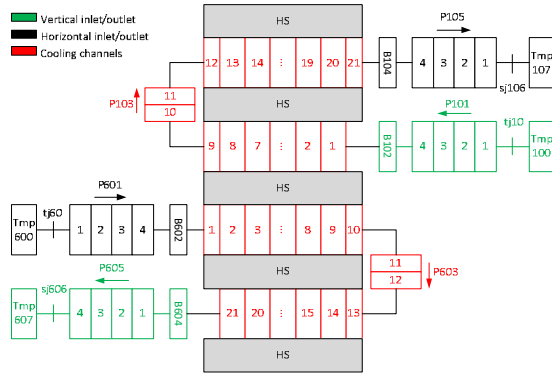 Vertical inlet/outlet
Horizontal inlet/outlet
Cooling channels
HS
P105
12 13 14 ⋮ 19 20 21
B104
4 3 2 1
Tmp 107
sj106
P103
11
10
HS
P101
9 8 7 ⋮ 2 1
B102
4 3 2 1
tj10
Tmp 100
HS
P601
Tmp 600
tj60
1 2 3 4
B602
1 2 3 ⋮ 8 9 10
P603
11
12
HS
P605
Tmp 607
sj606
4 3 2 1
B604
21 20 ⋮ 15 14 13
HS